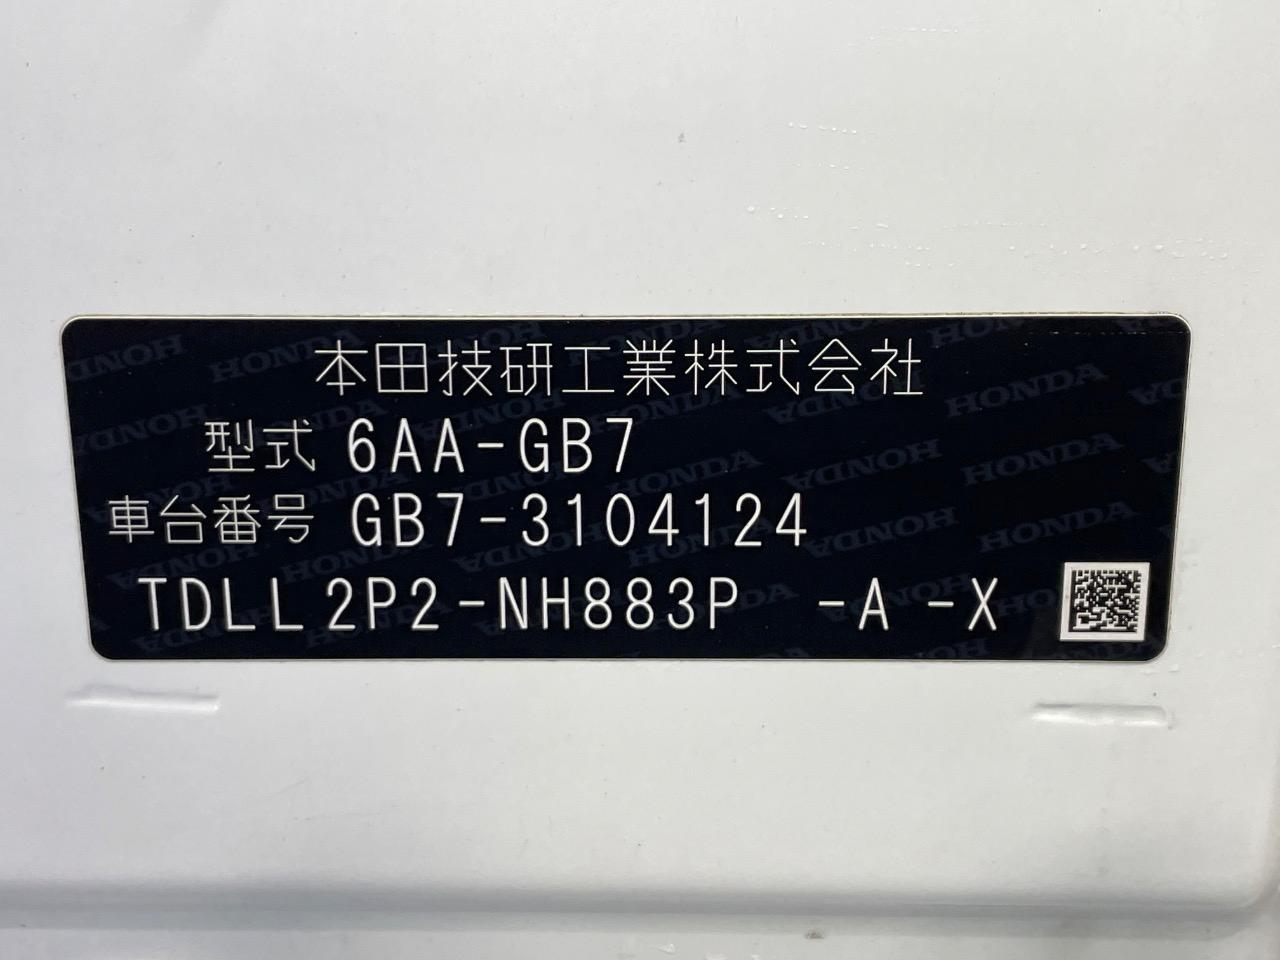 本田技研工業株式会社
型式 6AA-GB7
車台番号 GB7-3104124
TDLL2P2-NH883P -A -X